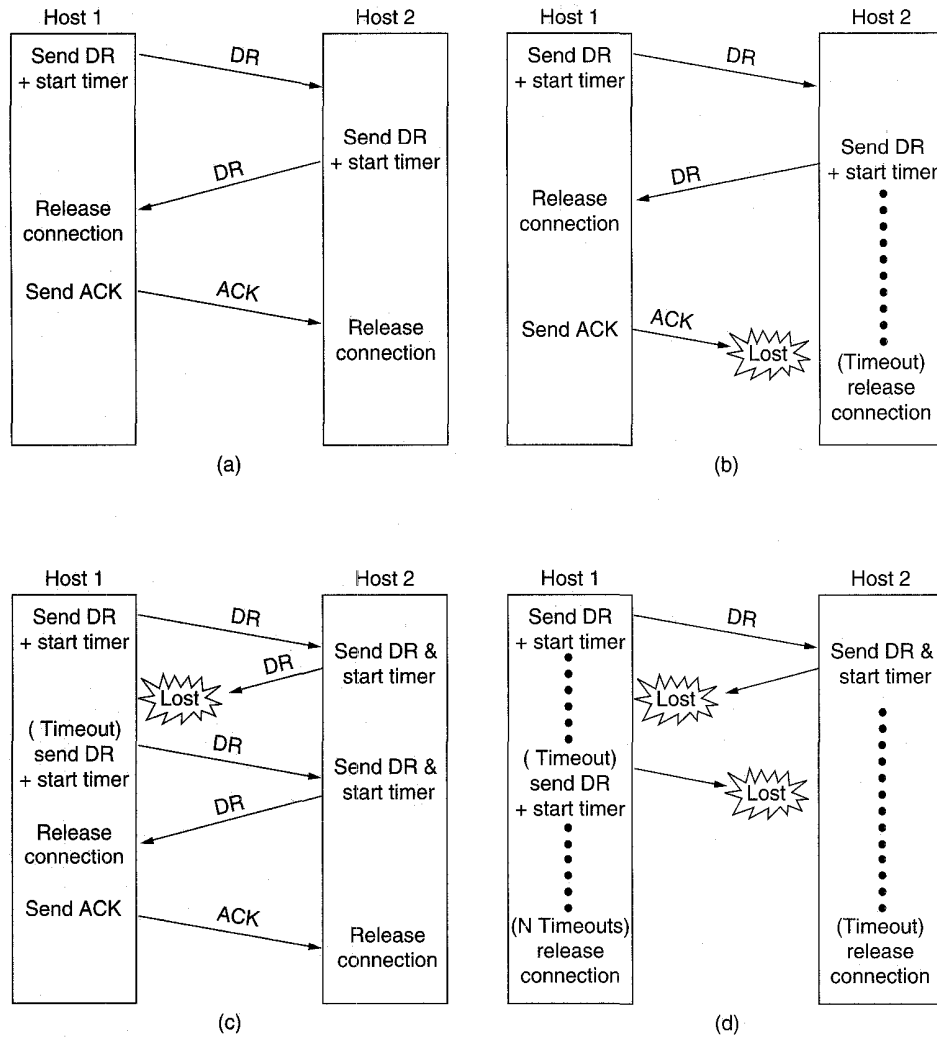 Host 1
Host 2
Send DR
+ start timer
DR
Send DR
+ start timer
DR
Release
connection
Send ACK
ACK
Release
connection
(a)
Host 1
Host 2
Send DR
+ start timer
DR
Send DR
+ start timer
DR
Release
connection
Send ACK
ACK
Lost
(Timeout)
release
connection
(b)
Host 1
Host 2
Send DR
+ start timer
DR
Send DR &
start timer
DR
Lost
( Timeout)
send DR
+ start timer
DR
Send DR &
start timer
DR
Release
connection
Send ACK
ACK
Release
connection
(c)
Host 1
Host 2
Send DR
+ start timer
DR
Send DR &
start timer
Lost
( Timeout)
send DR
+ start timer
Lost
(N Timeouts)
release
connection
(Timeout)
release
connection
(d)